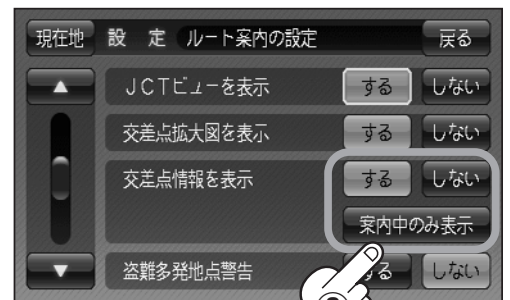 現在地 設 定 ルート案内の設定 戻る
JCTビューを表示 する しない
交差点拡大図を表示 する しない
交差点情報を表示 する しない
案内中のみ表示
盗難多発地点警告 する しない